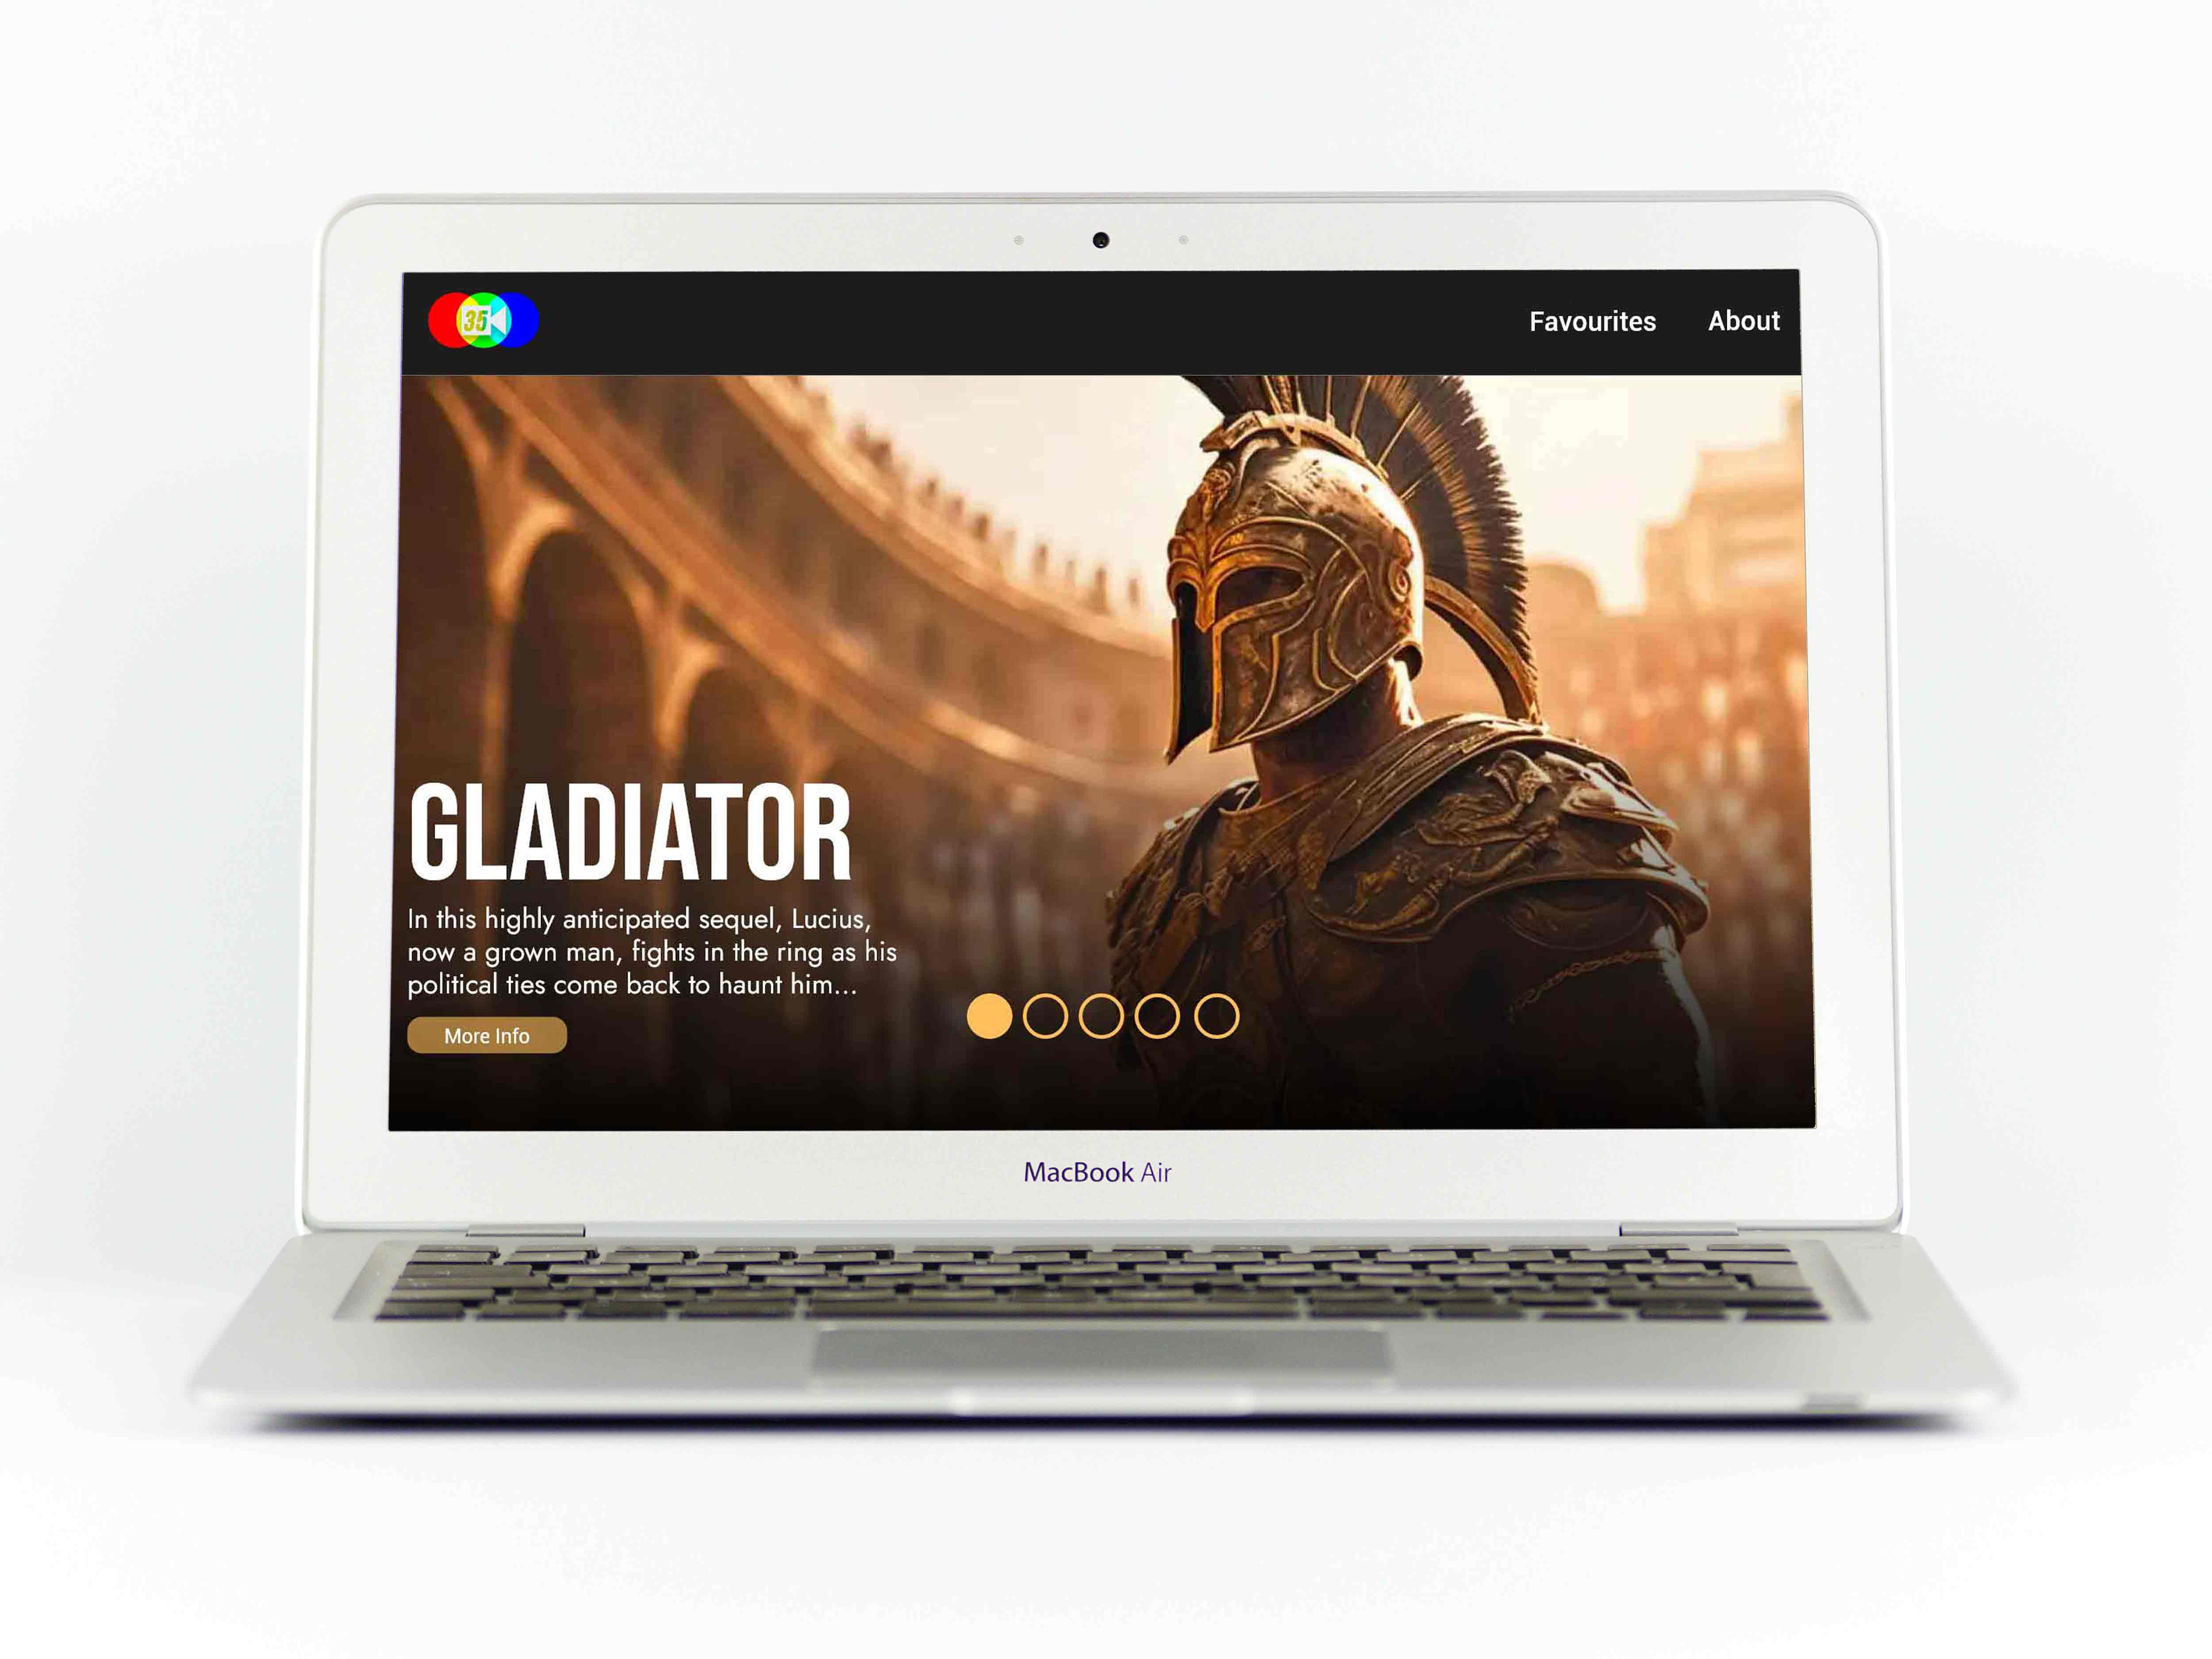 35
Favourites
About
GLADIATOR
In this highly anticipated sequel, Lucius,
now a grown man, fights in the ring as his
political ties come back to haunt him...
More Info
MacBook Air